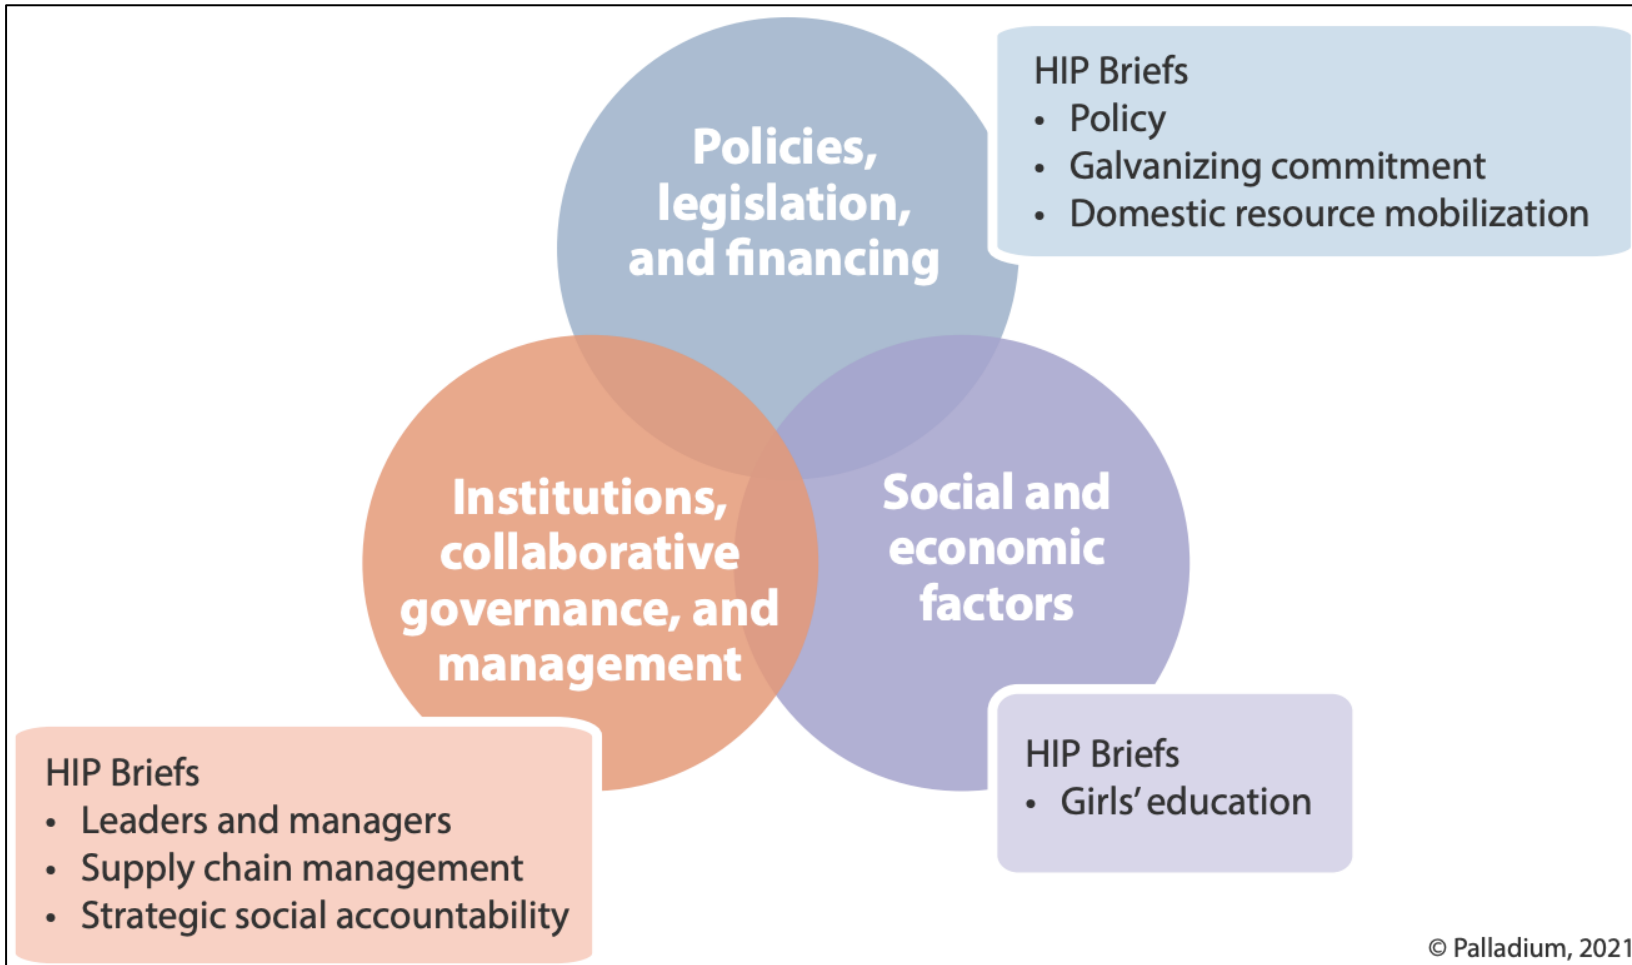 Policies,
legislation,
and financing
HIP Briefs
• Policy
• Galvanizing commitment
• Domestic resource mobilization
Institutions,
collaborative
governance, and
management
Social and
economic
factors
HIP Briefs
• Leaders and managers
• Supply chain management
• Strategic social accountability
HIP Briefs
• Girls’ education
© Palladium, 2021